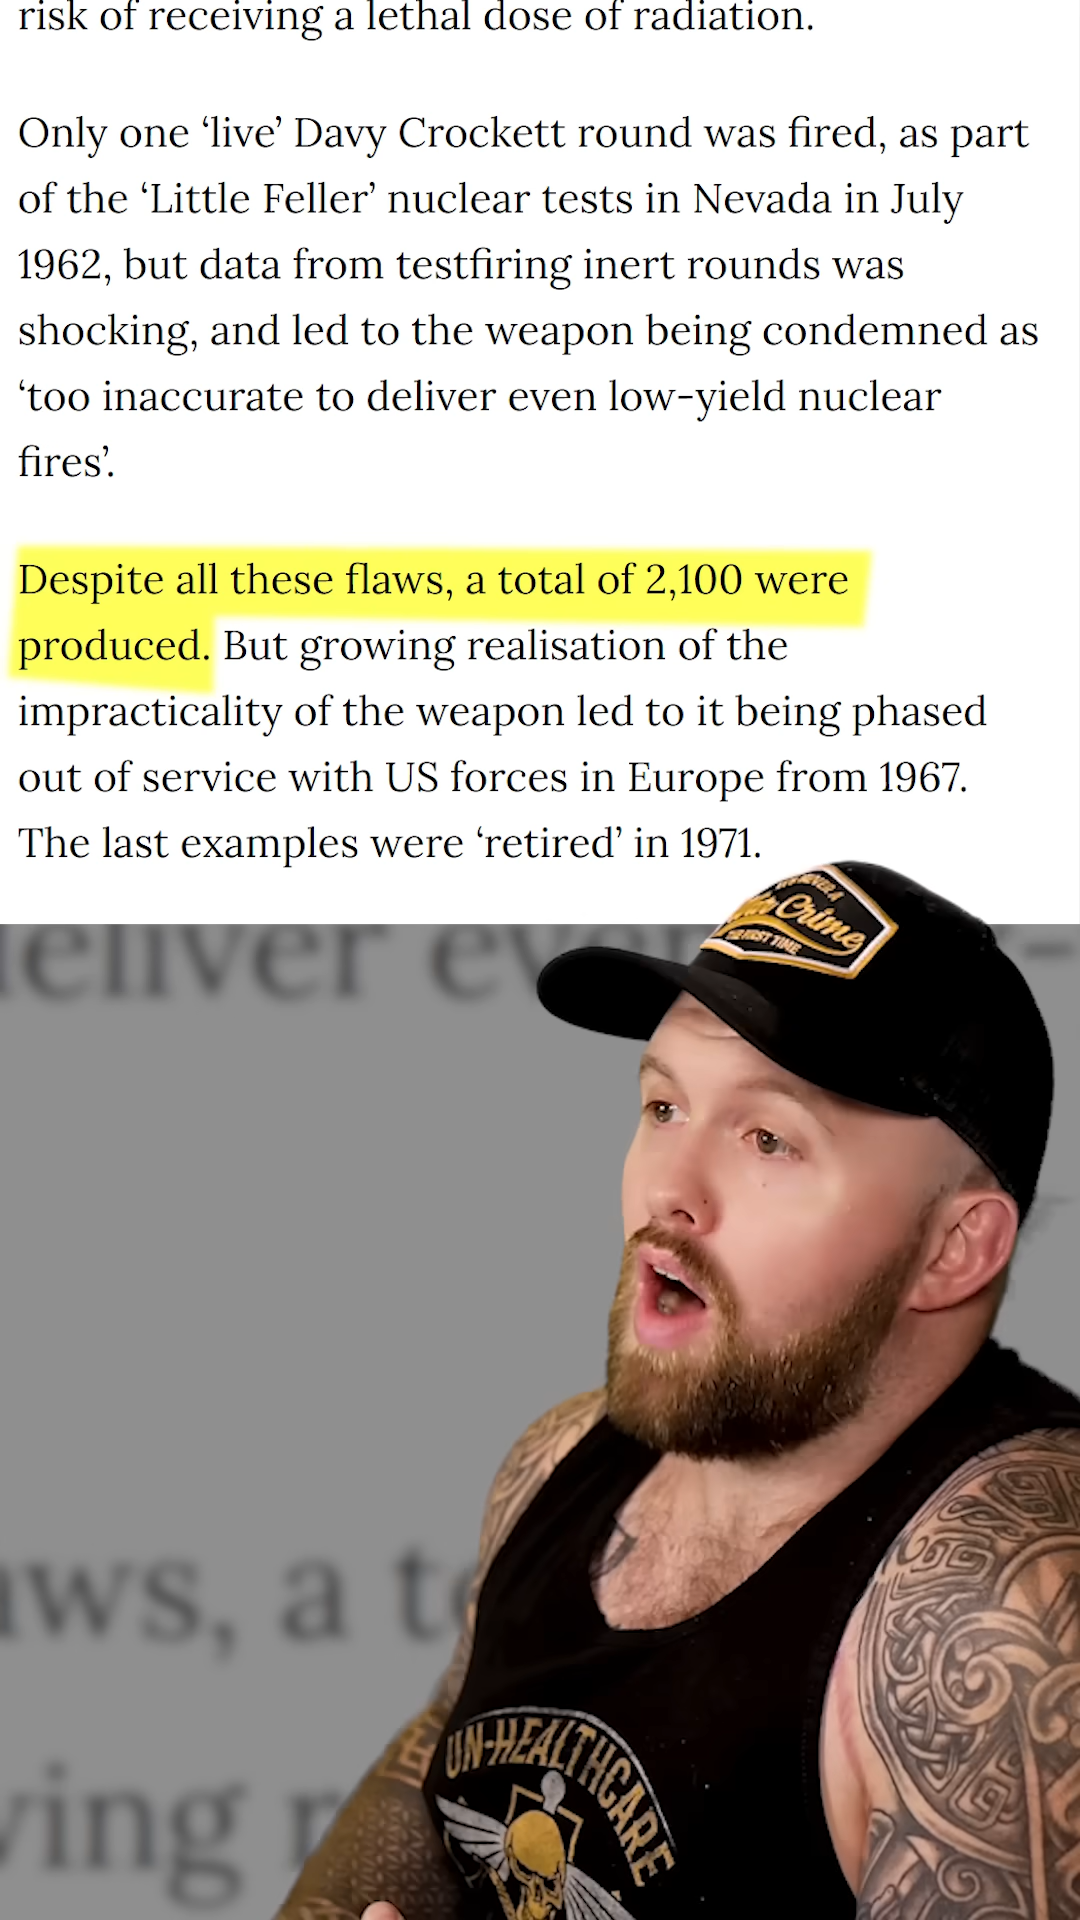 risk of receiving a lethal dose of radiation.
Only one ‘live’ Davy Crockett round was fired, as part
of the ‘Little Feller’ nuclear tests in Nevada in July
1962, but data from testfiring inert rounds was
shocking, and led to the weapon being condemned as
‘too inaccurate to deliver even low-yield nuclear
fires’.
Despite all these flaws, a total of 2,100 were
produced. But growing realisation of the
impracticality of the weapon led to it being phased
out of service with US forces in Europe from 1967.
The last examples were ‘retired’ in 1971.
Crime
FIRST TIME
eliver ev
aws, a to
ving r
UN-HEALTHCARE